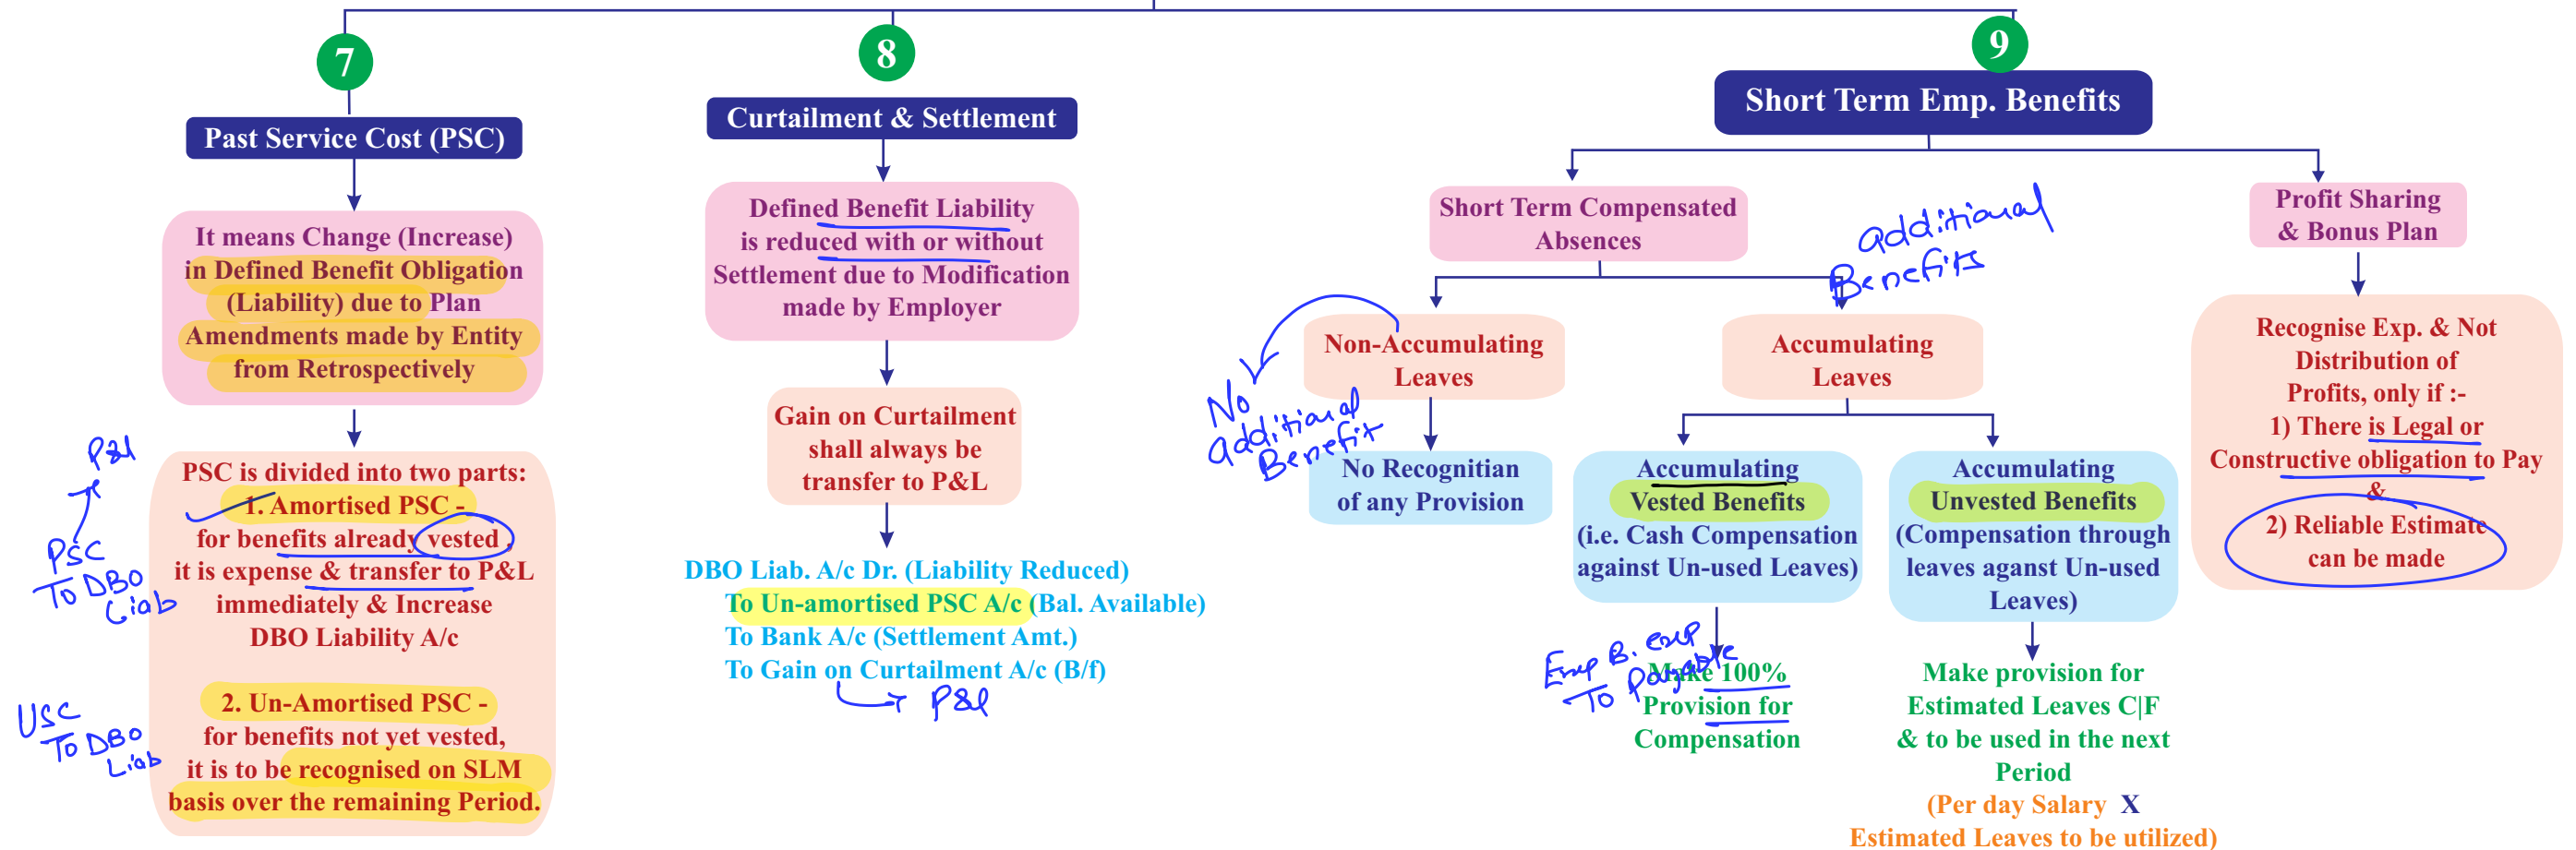 7
Past Service Cost (PSC)
It means Change (Increase)
in Defined Benefit Obligation
(Liability) due to Plan
Amendments made by Entity
from Retrospectively
PSC is divided into two parts:
1. Amortised PSC -
for benefits already vested,
it is expense & transfer to P&L
immediately & Increase
DBO Liability A/c
2. Un-Amortised PSC -
for benefits not yet vested,
it is to be recognised on SLM
basis over the remaining Period.
P&l
PSC
To DBO
Liab
USC
To DBO
Liab
8
Curtailment & Settlement
Defined Benefit Liability
is reduced with or without
Settlement due to Modification
made by Employer
Gain on Curtailment
shall always be
transfer to P&L
DBO Liab. A/c Dr. (Liability Reduced)
To Un-amortised PSC A/c (Bal. Available)
To Bank A/c (Settlement Amt.)
To Gain on Curtailment A/c (B/f)
P&l
9
Short Term Emp. Benefits
Short Term Compensated
Absences
Non-Accumulating
Leaves
No
additional
Benefit
No Recognitian
of any Provision
additional
Benefits
Accumulating
Leaves
Accumulating
Vested Benefits
(i.e. Cash Compensation
against Un-used Leaves)
Emp B. exp
To Payable
Make 100%
Provision for
Compensation
Accumulating
Unvested Benefits
(Compensation through
leaves aganst Un-used
Leaves)
Make provision for
Estimated Leaves C|F
& to be used in the next
Period
(Per day Salary X
Estimated Leaves to be utilized)
Profit Sharing
& Bonus Plan
Recognise Exp. & Not
Distribution of
Profits, only if :-
1) There is Legal or
Constructive obligation to Pay
&
2) Reliable Estimate
can be made